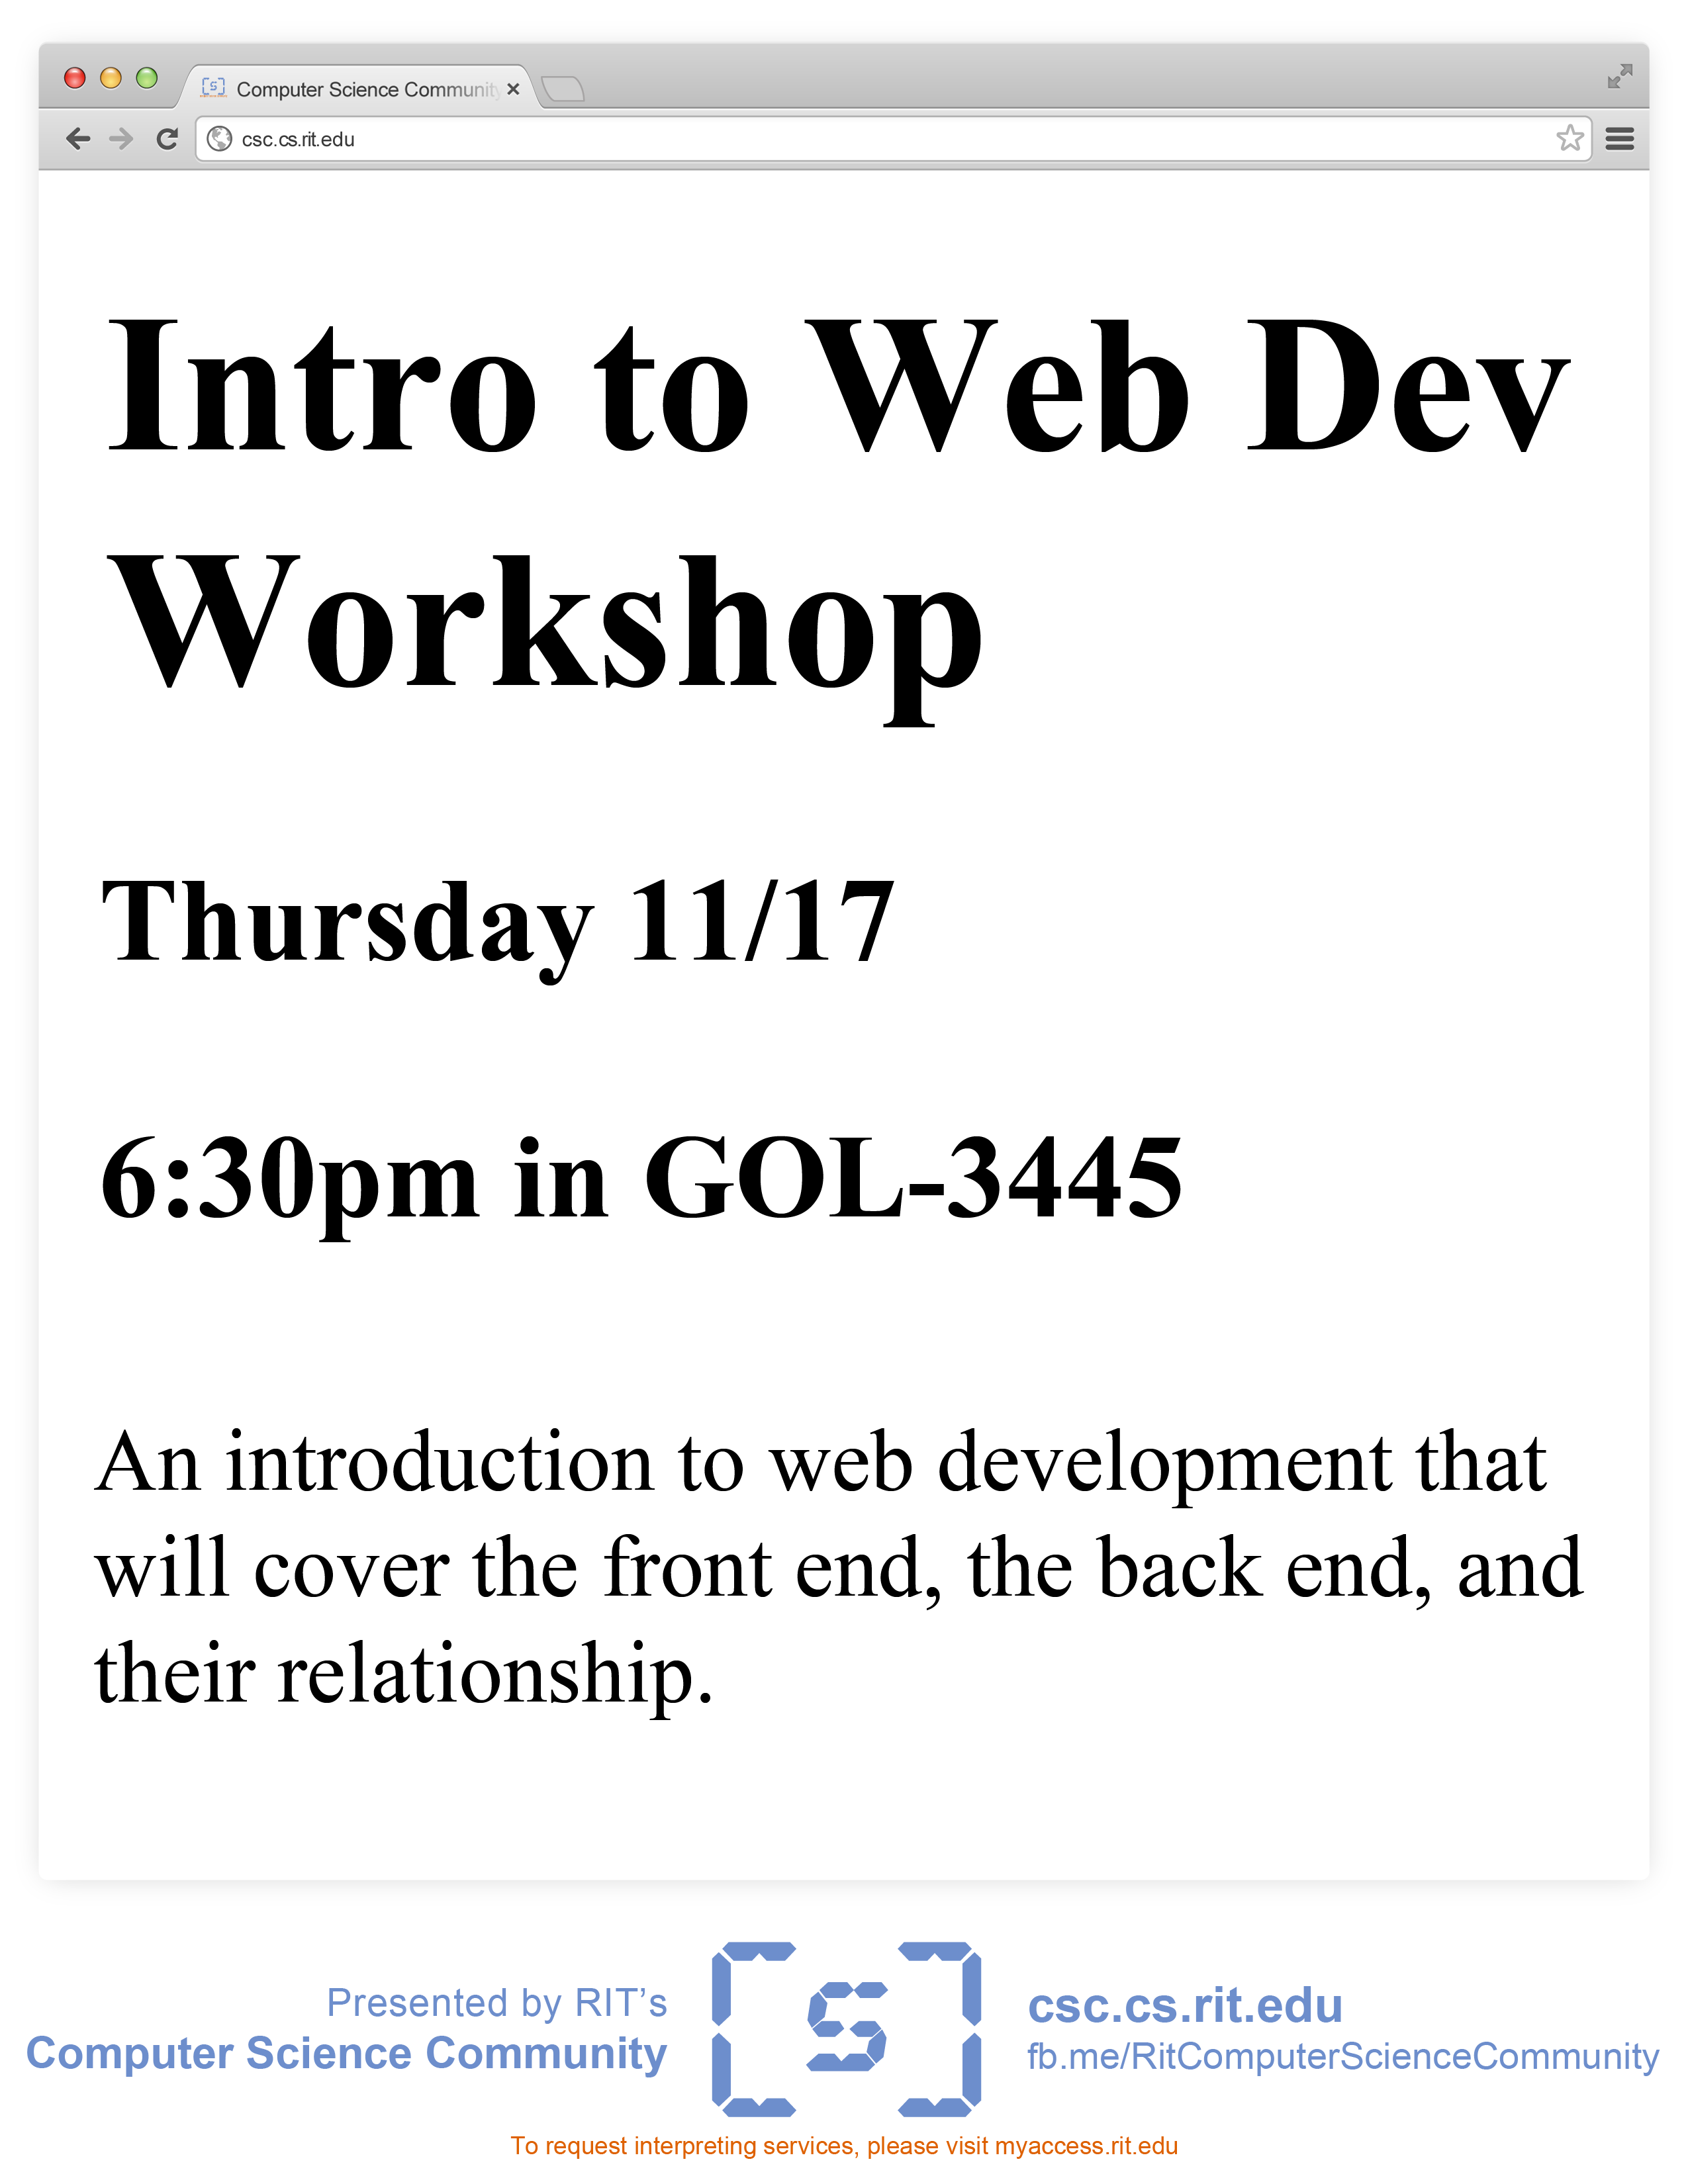 Computer Science Community
csc.cs.rit.edu
Intro to Web Dev
Workshop
Thursday 11/17
6:30pm in GOL-3445
An introduction to web development that
will cover the front end, the back end, and
their relationship.
Presented by RIT’s
Computer Science Community
[S]
csc.cs.rit.edu
fb.me/RitComputerScienceCommunity
To request interpreting services, please visit myaccess.rit.edu